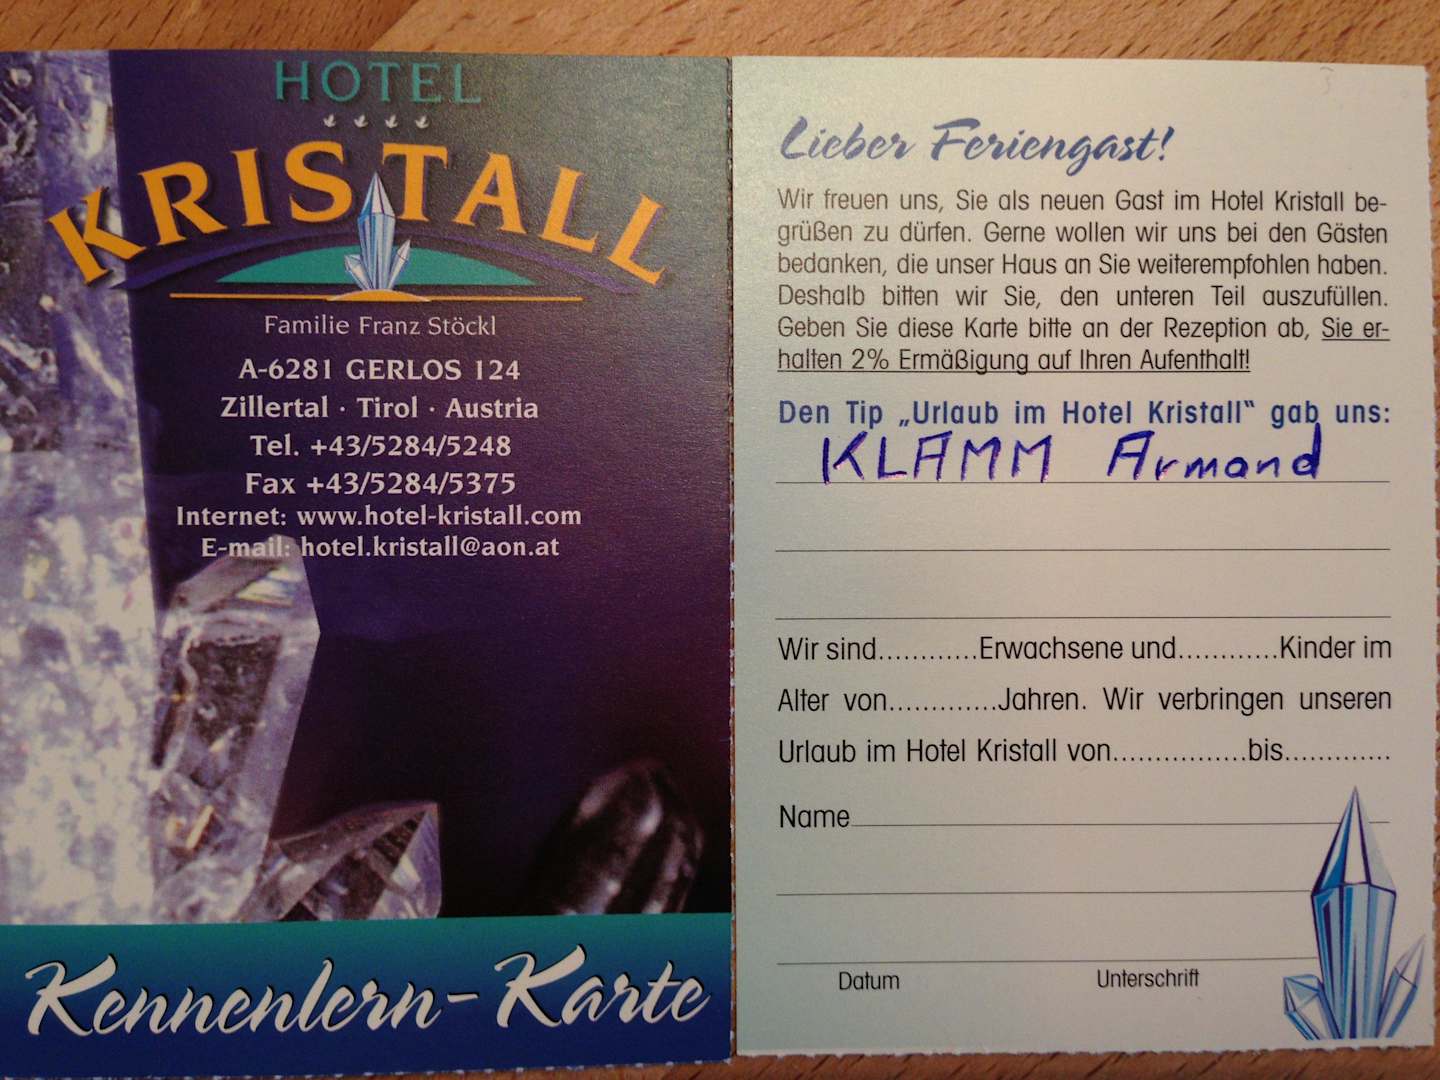 HOTEL
KRISTALL
Familie Franz Stöckl
A-6281 GERLOS 124
Zillertal · Tirol · Austria
Tel. +43/5284/5248
Fax +43/5284/5375
Internet: www.hotel-kristall.com
E-mail: hotel.kristall@aon.at
Kennenlern-Karte
Lieber Feriengast!
Wir freuen uns, Sie als neuen Gast im Hotel Kristall be-
grüßen zu dürfen. Gerne wollen wir uns bei den Gästen
bedanken, die unser Haus an Sie weiterempfohlen haben.
Deshalb bitten wir Sie, den unteren Teil auszufüllen.
Geben Sie diese Karte bitte an der Rezeption ab, Sie er-
halten 2% Ermäßigung auf Ihren Aufenthalt!
Den Tip „Urlaub im Hotel Kristall“ gab uns:
KLAMM Armand
Wir sind............Erwachsene und............Kinder im
Alter von.............Jahren. Wir verbringen unseren
Urlaub im Hotel Kristall von................bis.............
Name
Datum Unterschrift